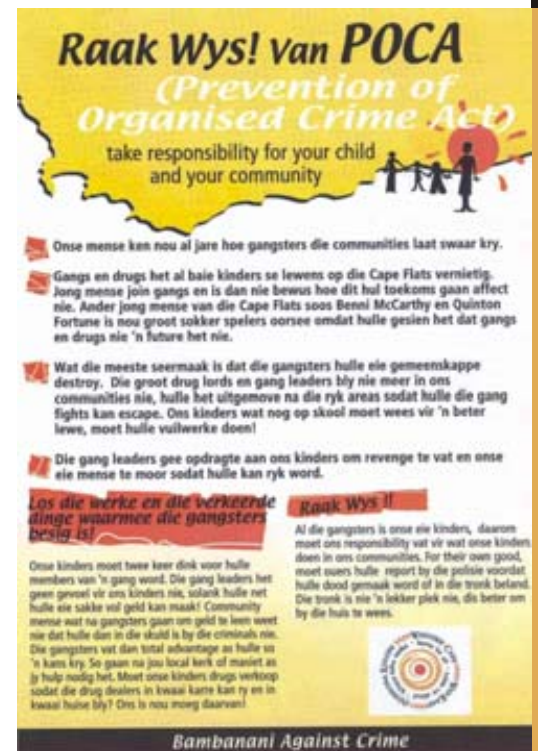 Raak Wys! Van POCA
(Prevention of
Organised Crime Act)
take responsibility for your child
and your community
Onse mense ken nou al jare hoe gangsters die communities laat swaar kry.
Gangs en drugs het al baie kinders se lewens op die Cape Flats vernietig.
Jong mense join gangs en is dan nie bewus hoe dit hul toekoms gaan affect
nie. Ander jong mense van die Cape Flats soos Benni McCarthy en Quinton
Fortune is nou groot sokker spelers oorsee omdat hulle gesien het dat gangs
en drugs nie 'n future het nie.
Wat die meeste seermaak is dat die gangsters hulle eie gemeenskappe
destroy. Die groot drug lords en gang leaders bly nie meer in ons
communities nie, hulle het uitgemove na die ryk areas sodat hulle die gang
fights kan escape. Ons kinders wat nog op skool moet wees vir 'n beter
lewe, moet hulle vuilwerke doen!
Die gang leaders gee opdragte aan ons kinders om revenge te vat en onse
eie mense te moor sodat hulle kan ryk word.
Los die werke en die verkeerde
dinge waarmee die gangsters
besig is!
Onse kinders moet twee keer dink voor hulle
members van 'n gang word. Die gang leaders het
geen gevoel vir ons kinders nie, solank hulle net
hulle eie sakke vol geld kan maak! Community
mense wat na gangsters gaan om geld te leen weet
nie dat hulle dan in die skuld is by die criminals nie.
Die gangsters vat dan total advantage as hulle so
'n kans kry. So gaan na jou local kerk of masiet as
jy hulp nodig het. Moet onse kinders drugs verkoop
sodat die drug dealers in kwaai karre kan ry en in
kwaai huise bly? Ons is nou moeg daarvan!
Raak Wys !!
Al die gangsters is onse eie kinders, daarom
moet ons responsibility vat vir wat onse kinders
doen in ons communities. For their own good,
moet ouers hulle report by die polisie voordat
hulle dood gemaak word of in die tronk beland.
Die tronk is nie 'n lekker plek nie, dis beter om
by die huis te wees.
Bambanani Against Crime